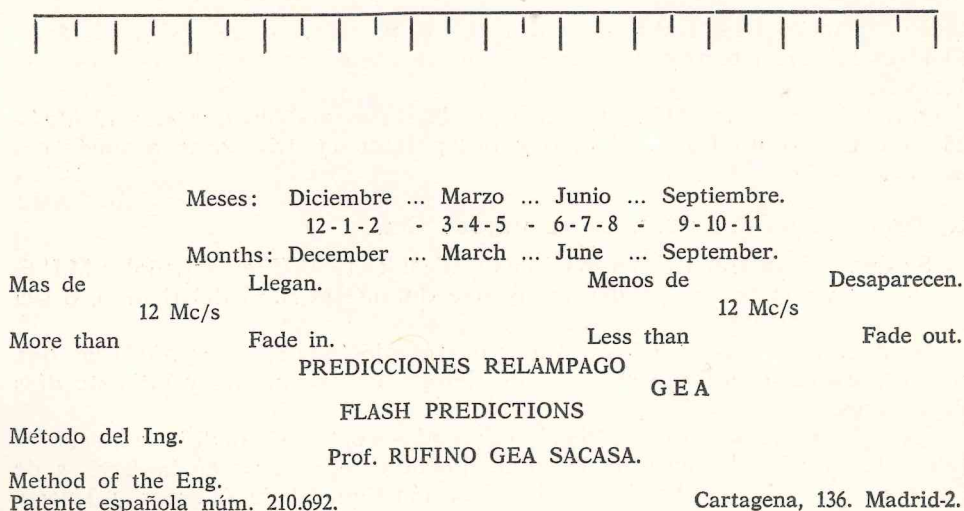 Meses: Diciembre ... Marzo ... Junio ... Septiembre.
12 - 1 - 2 - 3 - 4 - 5 - 6 - 7 - 8 - 9 - 10 - 11
Months: December ... March ... June ... September.
Mas de Llegan. Menos de Desaparecen.
12 Mc/s 12 Mc/s
More than Fade in. Less than Fade out.
PREDICCIONES RELAMPAGO
GEA
FLASH PREDICTIONS
Método del Ing.
Prof. RUFINO GEA SACASA.
Method of the Eng.
Patente española núm. 210.692. Cartagena, 136. Madrid-2.